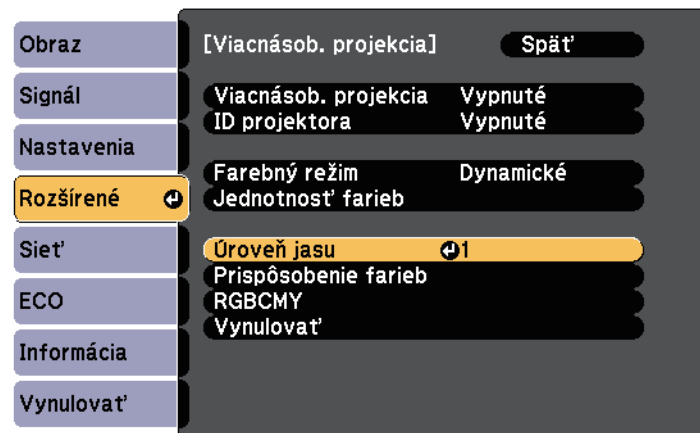 Obraz
Signál
Nastavenia
Rozšírené
Sieť
ECO
Informácia
Vynulovať
[Viacnásob. projekcia] Späť
Viacnásob. projekcia Vypnuté
ID projektora Vypnuté
Farebný režim Dynamické
Jednotnosť farieb
Úroveň jasu 1
Prispôsobenie farieb
RGBCMY
Vynulovať